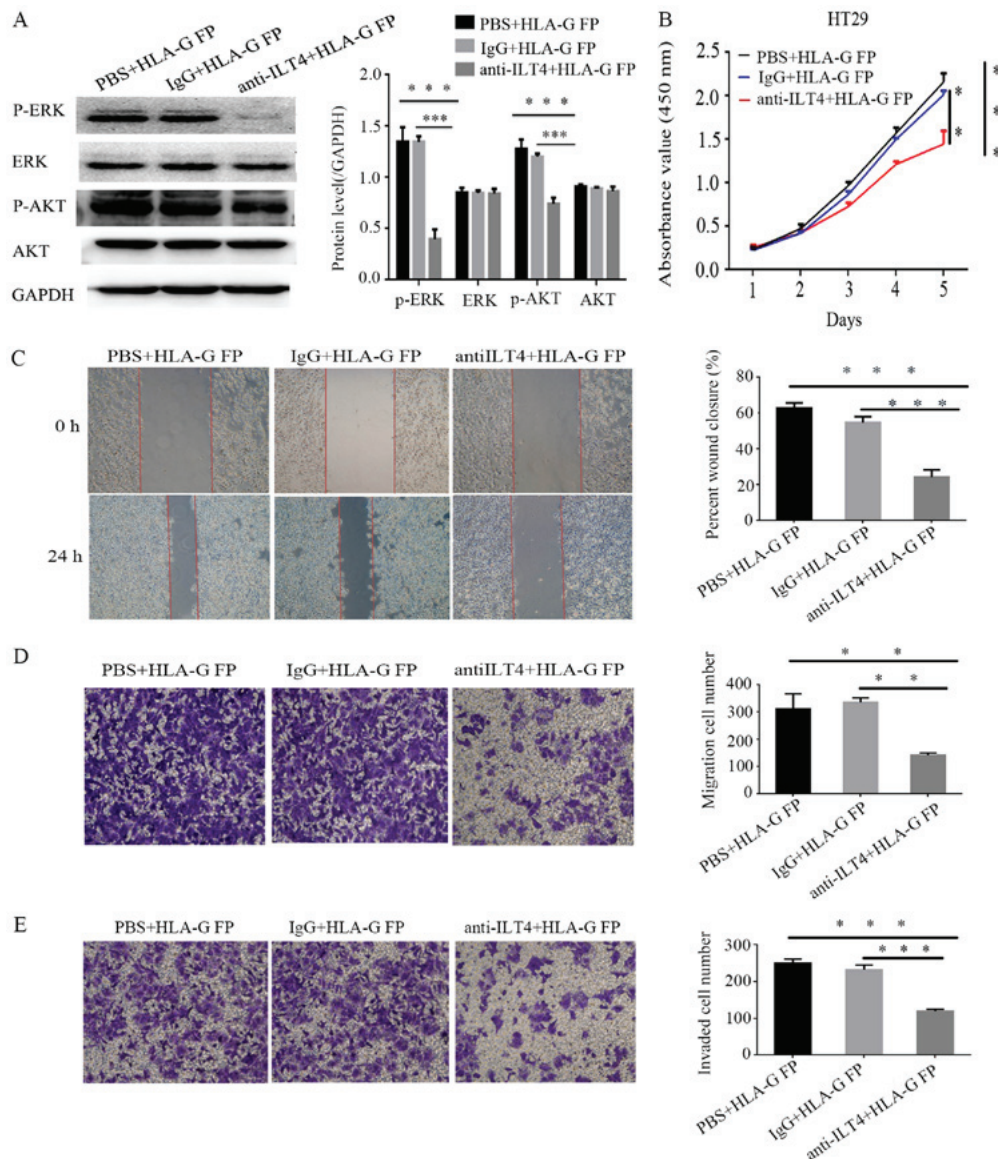 A
PBS+HLA-G FP
IgG+HLA-G FP
anti-ILT4+HLA-G FP
P-ERK
ERK
P-AKT
AKT
GAPDH
PBS+HLA-G FP
IgG+HLA-G FP
anti-ILT4+HLA-G FP
Protein level(/GAPDH)
1.5
1.0
0.5
0.0
* * *
***
* * *
***
p-ERK
ERK
p-AKT
AKT
B
HT29
PBS+HLA-G FP
IgG+HLA-G FP
anti-ILT4+HLA-G FP
Absorbance value (450 nm)
2.5
2.0
1.5
1.0
0.5
0.0
* *
* * *
1 2 3 4 5
Days
C
PBS+HLA-G FP
IgG+HLA-G FP
antiILT4+HLA-G FP
0 h
24 h
Percent wound closure (%)
80
60
40
20
0
* * *
* * *
PBS+HLA-G FP
IgG+HLA-G FP
anti-ILT4+HLA-G FP
D
PBS+HLA-G FP
IgG+HLA-G FP
antiILT4+HLA-G FP
Migration cell number
400
300
200
100
0
* *
* *
PBS+HLA-G FP
IgG+HLA-G FP
anti-ILT4+HLA-G FP
E
PBS+HLA-G FP
IgG+HLA-G FP
anti-ILT4+HLA-G FP
Invaded cell number
300
200
100
0
* * *
* * *
PBS+HLA-G FP
IgG+HLA-G FP
anti-ILT4+HLA-G FP